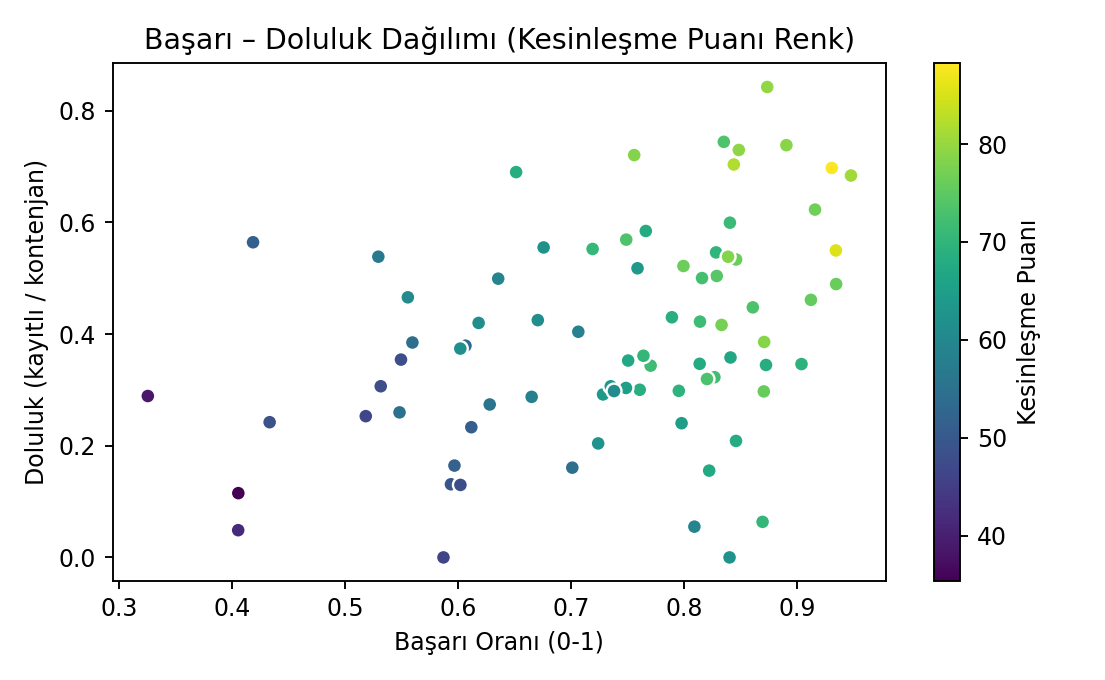 Başarı – Doluluk Dağılımı (Kesinleşme Puanı Renk)
Doluluk (kayıtlı / kontenjan)
0.8
0.6
0.4
0.2
0.0
0.3 0.4 0.5 0.6 0.7 0.8 0.9
Başarı Oranı (0-1)
80
70
60
50
40
Kesinleşme Puanı